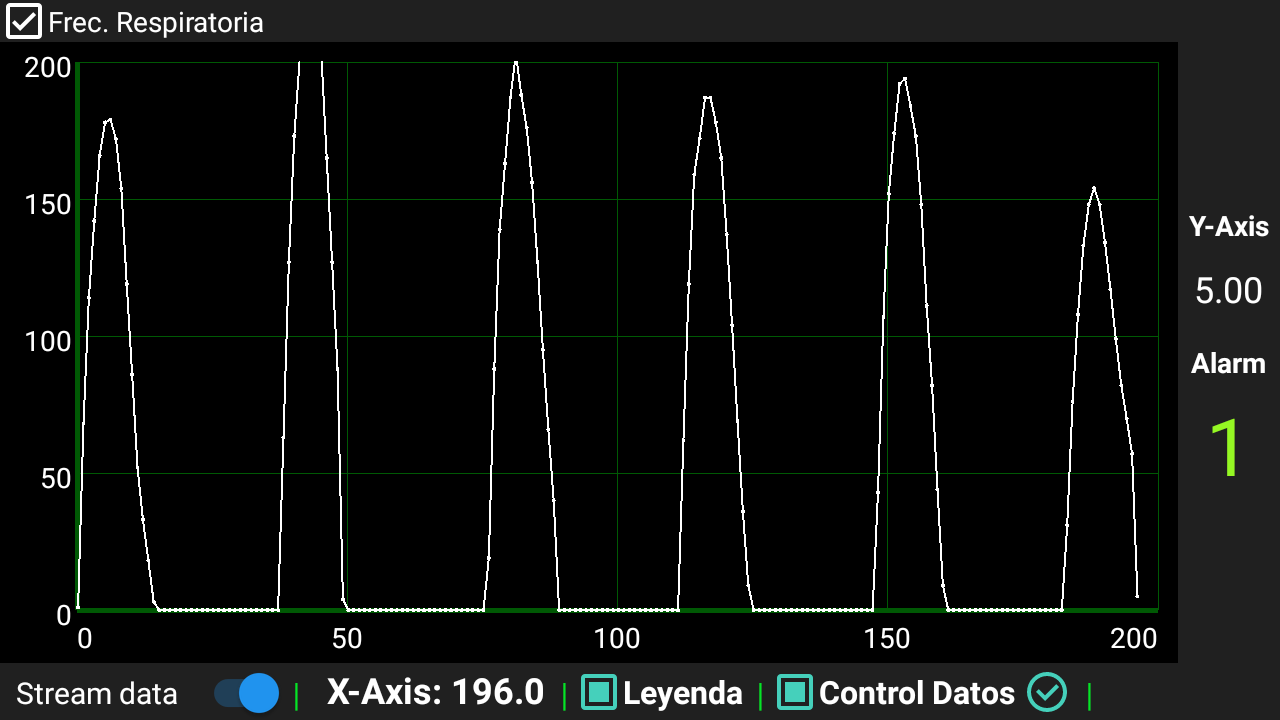 Frec. Respiratoria
200
150
100
50
0
0 50 100 150 200
Y-Axis
5.00
Alarm
1
Stream data | X-Axis: 196.0 | Leyenda | Control Datos |